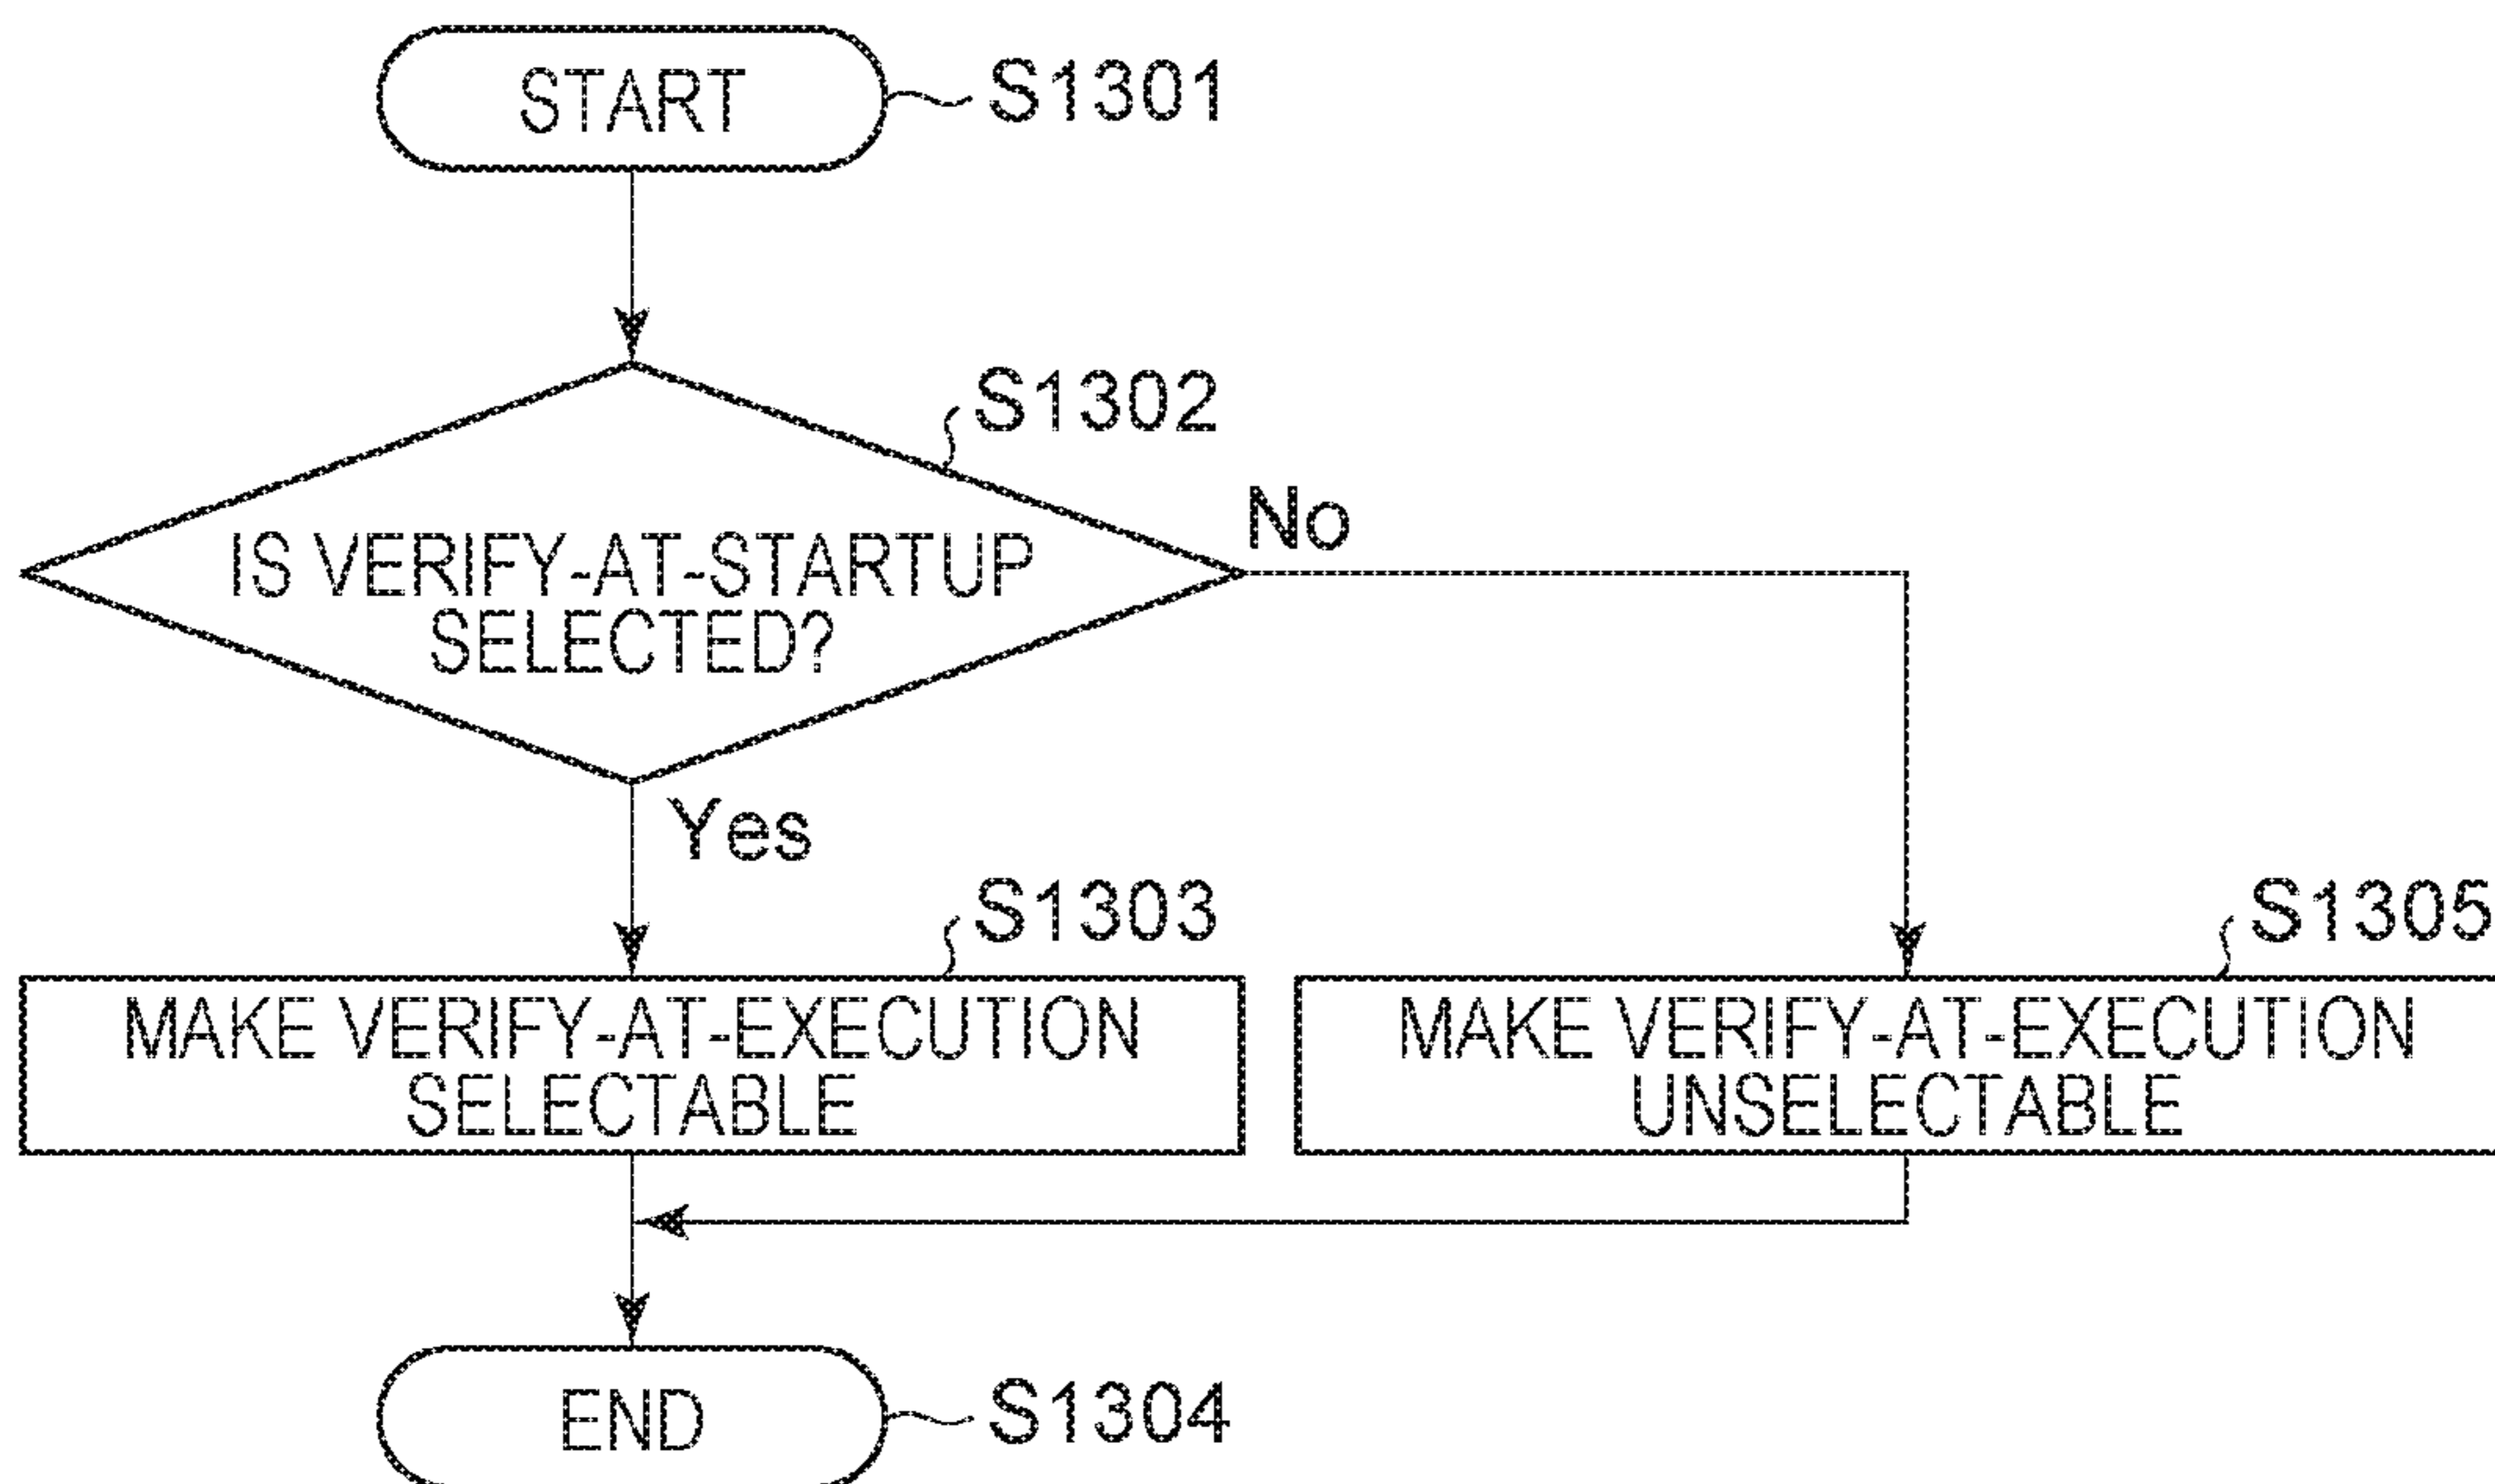 START
S1301
S1302
IS VERIFY-AT-STARTUP
SELECTED?
No
Yes
S1303
MAKE VERIFY-AT-EXECUTION
SELECTABLE
S1305
MAKE VERIFY-AT-EXECUTION
UNSELECTABLE
END
S1304